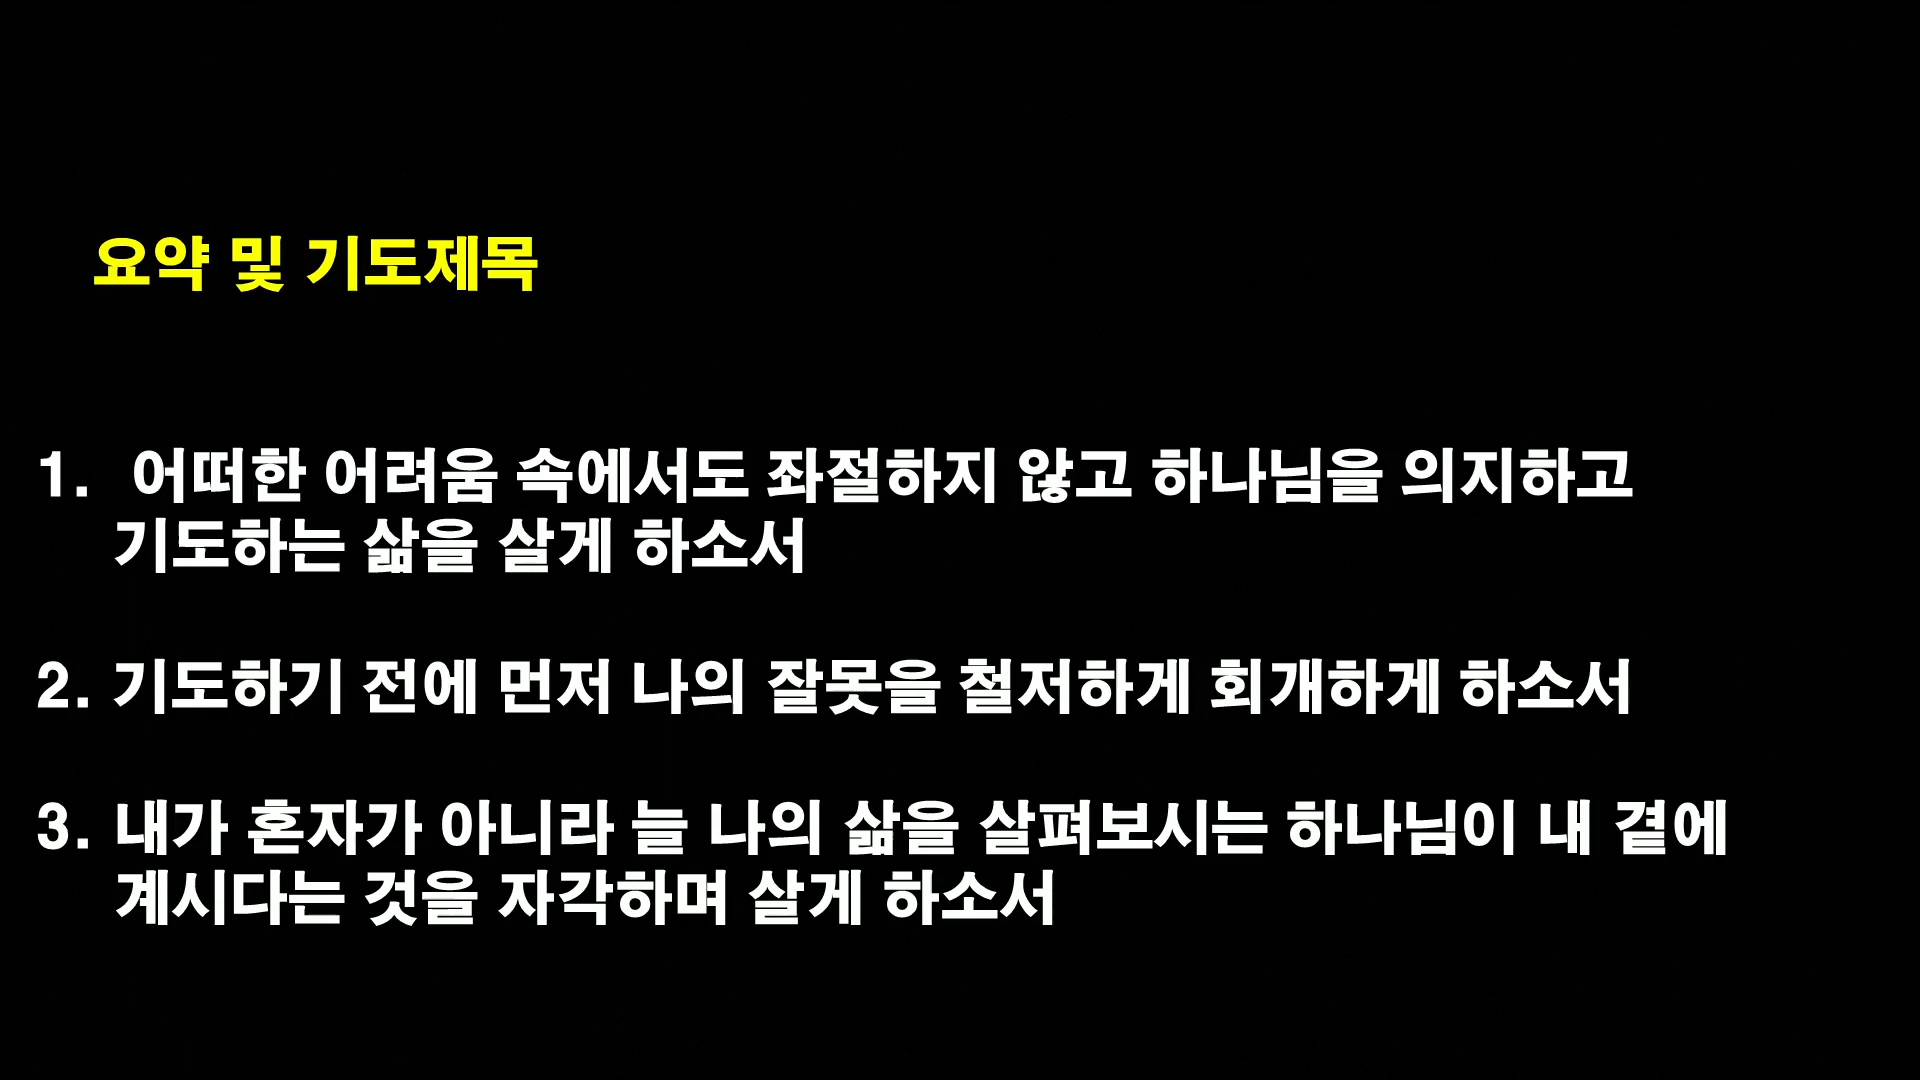 요약 및 기도제목
1. 어떠한 어려움 속에서도 좌절하지 않고 하나님을 의지하고
기도하는 삶을 살게 하소서
2. 기도하기 전에 먼저 나의 잘못을 철저하게 회개하게 하소서
3. 내가 혼자가 아니라 늘 나의 삶을 살펴보시는 하나님이 내 곁에
계시다는 것을 자각하며 살게 하소서